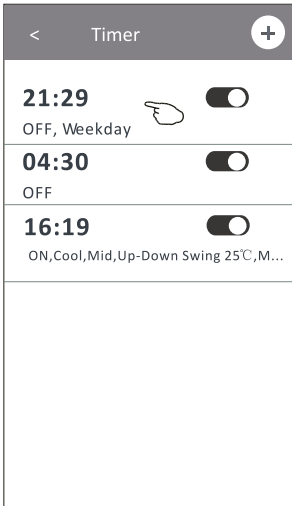 < Timer +
21:29
OFF, Weekday
04:30
OFF
16:19
ON,Cool,Mid,Up-Down Swing 25℃,M...